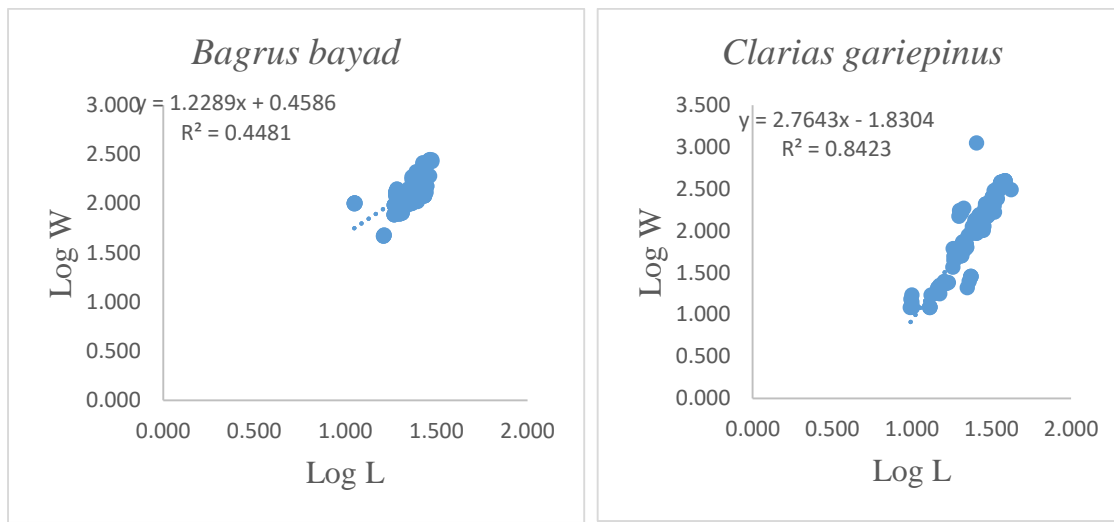 Bagrus bayad
y = 1.2289x + 0.4586
R² = 0.4481
3.000
2.500
2.000
1.500
1.000
0.500
0.000
0.000 0.500 1.000 1.500 2.000
Log W
Log L
Clarias gariepinus
y = 2.7643x - 1.8304
R² = 0.8423
3.500
3.000
2.500
2.000
1.500
1.000
0.500
0.000
0.000 0.500 1.000 1.500 2.000
Log W
Log L